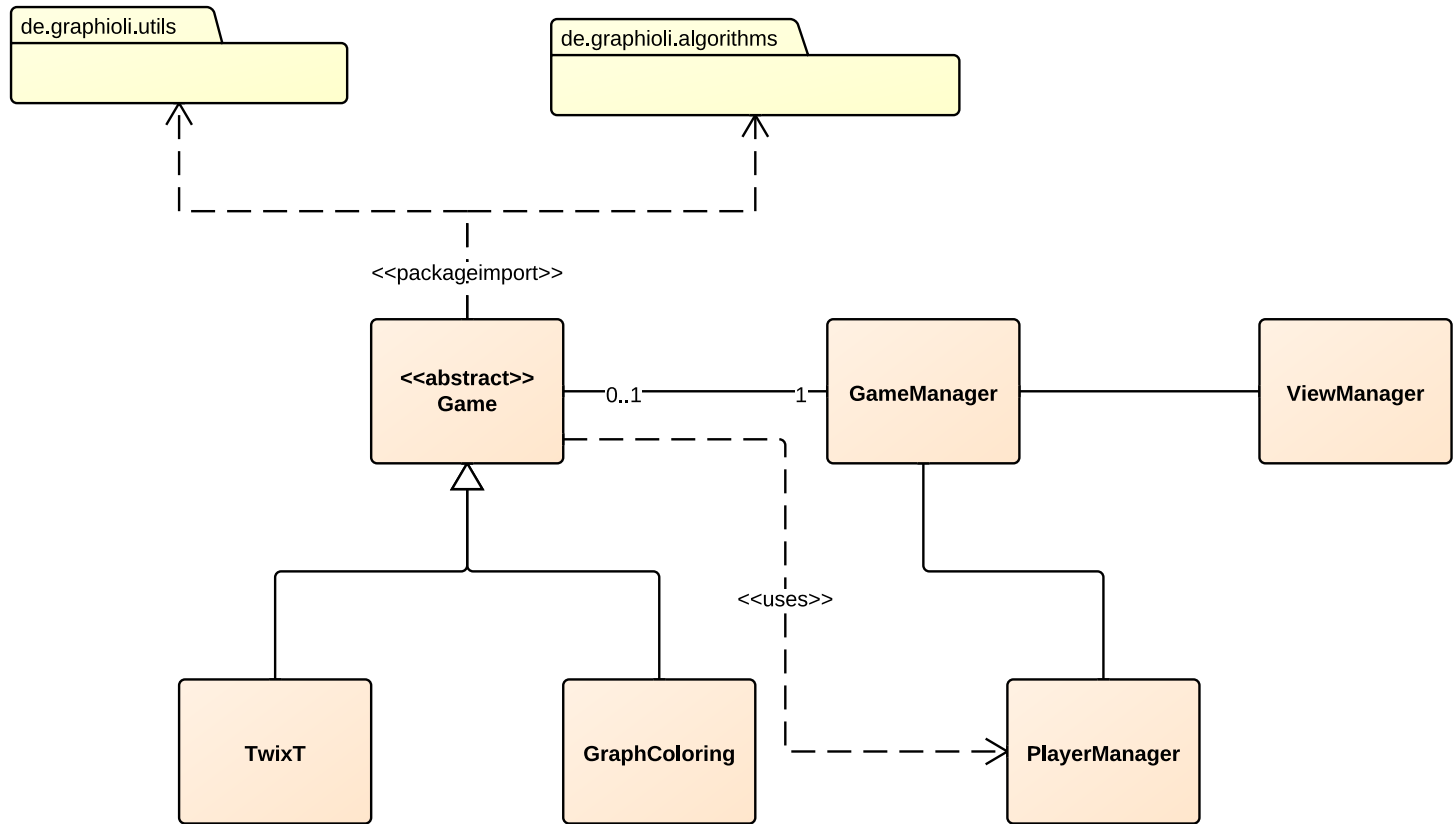 de.graphioli.utils
de.graphioli.algorithms
<<packageimport>>
<<abstract>>
Game
0..1
1
GameManager
ViewManager
<<uses>>
TwixT
GraphColoring
PlayerManager